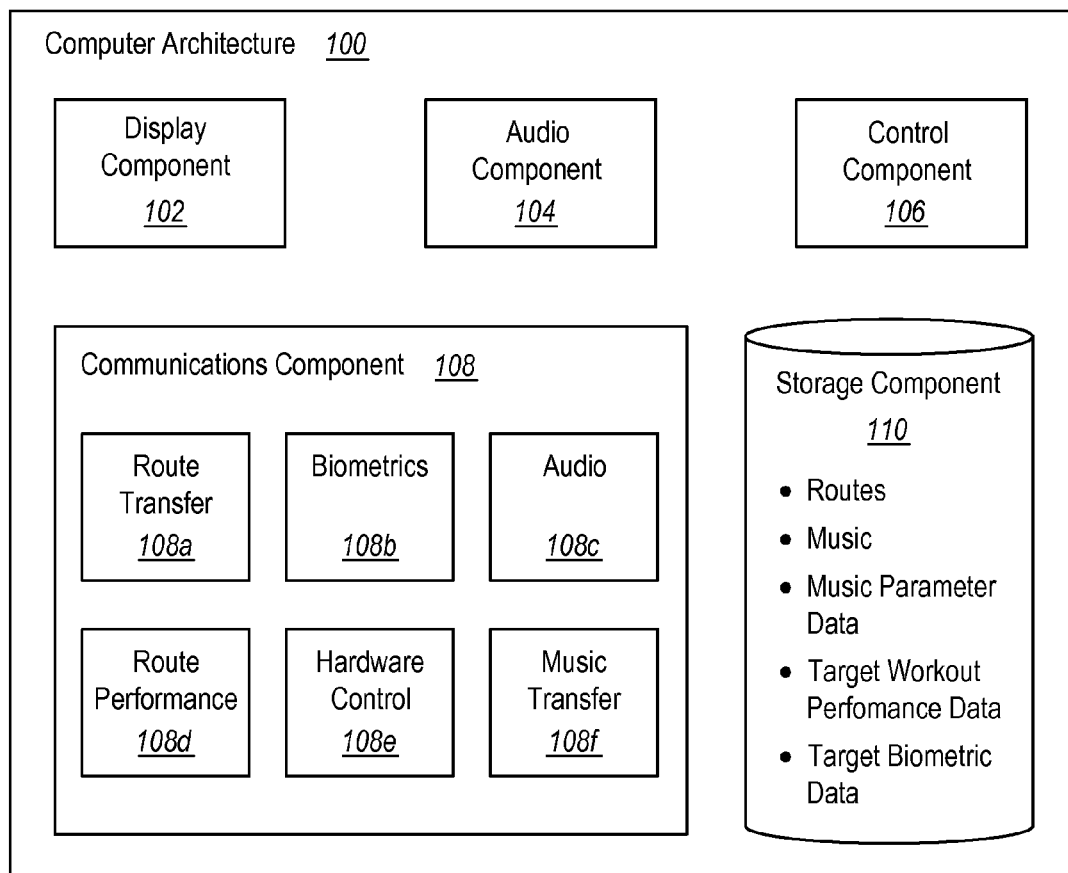 Computer Architecture 100
Display
Component
102
Audio
Component
104
Control
Component
106
Communications Component 108
Route
Transfer
108a
Biometrics
108b
Audio
108c
Route
Performance
108d
Hardware
Control
108e
Music
Transfer
108f
Storage Component
110
• Routes
• Music
• Music Parameter
Data
• Target Workout
Perfomance Data
• Target Biometric
Data